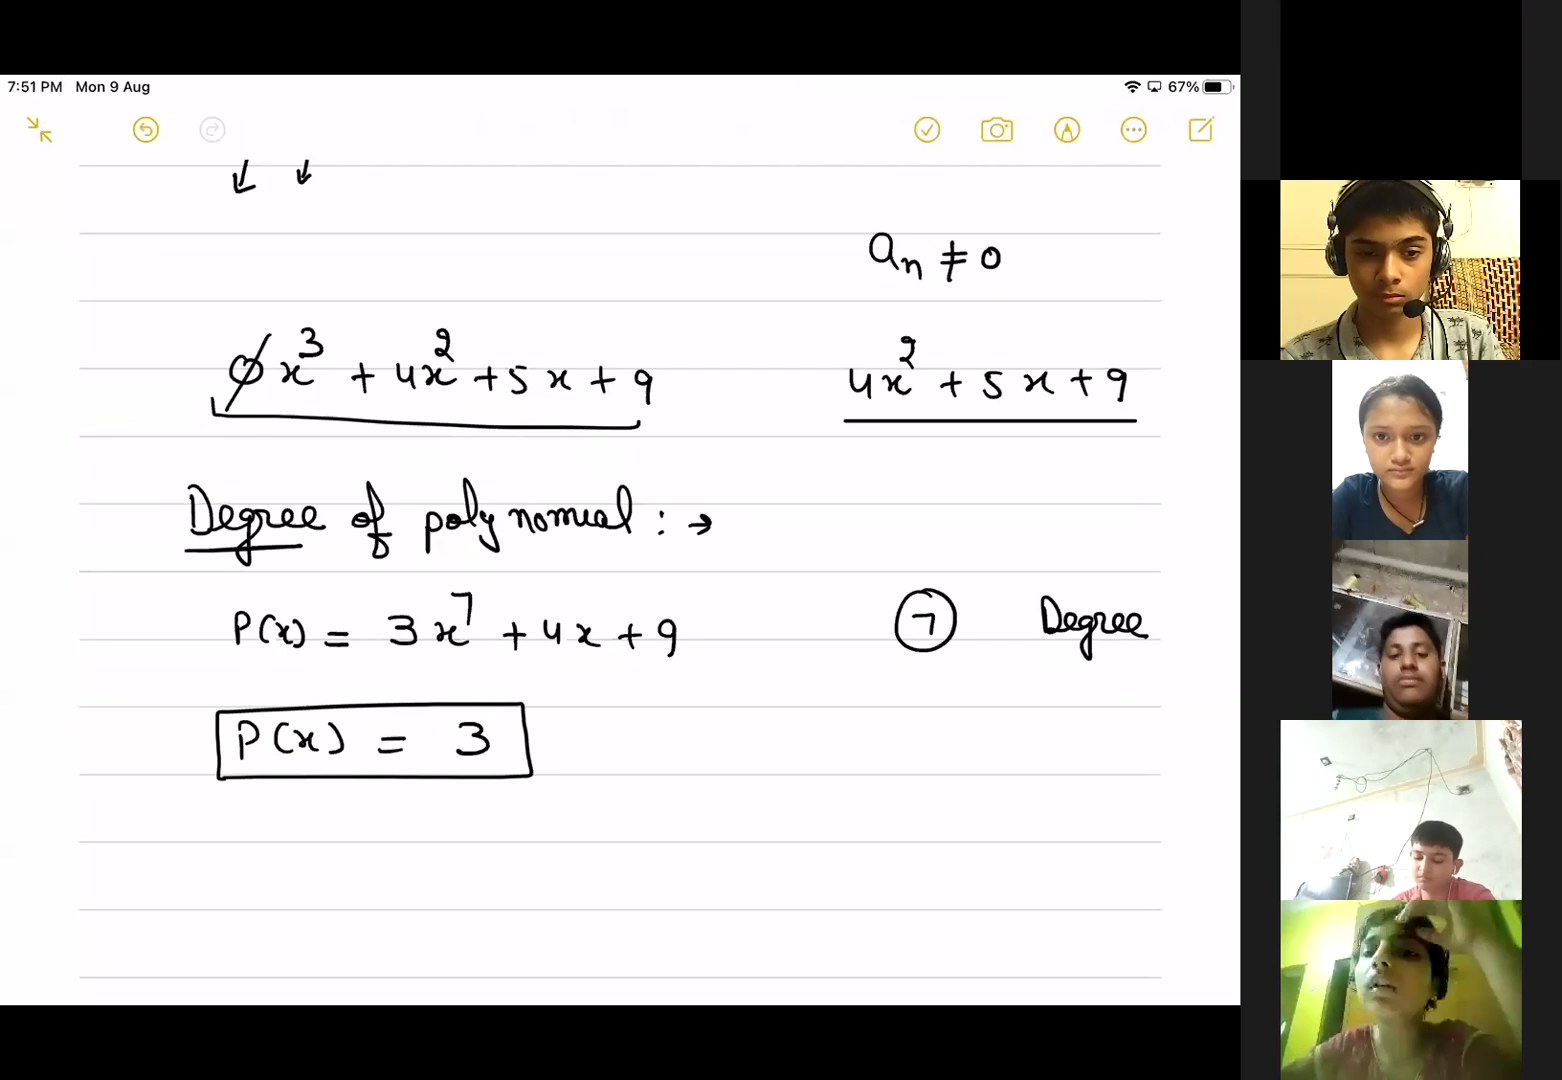 7:51 PM Mon 9 Aug 67%
aₙ ≠ 0
0x³ + 4x² + 5x + 9 4x² + 5x + 9
Degree of polynomial : →
P(x) = 3x⁷ + 4x + 9 7 Degree
P(x) = 3